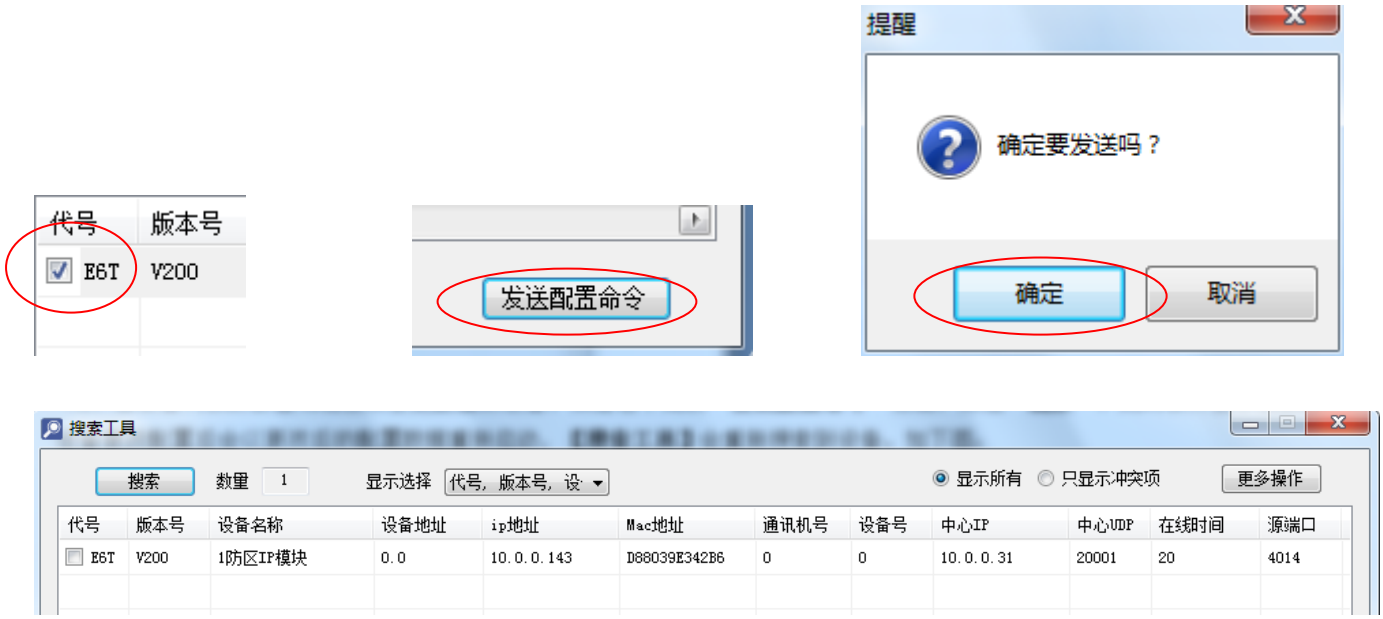 提醒
确定要发送吗？
确定
取消
代号 版本号
E6T V200
发送配置命令
搜索工具
搜索 数量 1 显示选择 代号, 版本号, 设 显示所有 只显示冲突项 更多操作
代号 版本号 设备名称 设备地址 ip地址 Mac地址 通讯机号 设备号 中心IP 中心UDP 在线时间 源端口
E6T V200 1防区IP模块 0.0 10.0.0.143 D88039E342B6 0 0 10.0.0.31 20001 20 4014